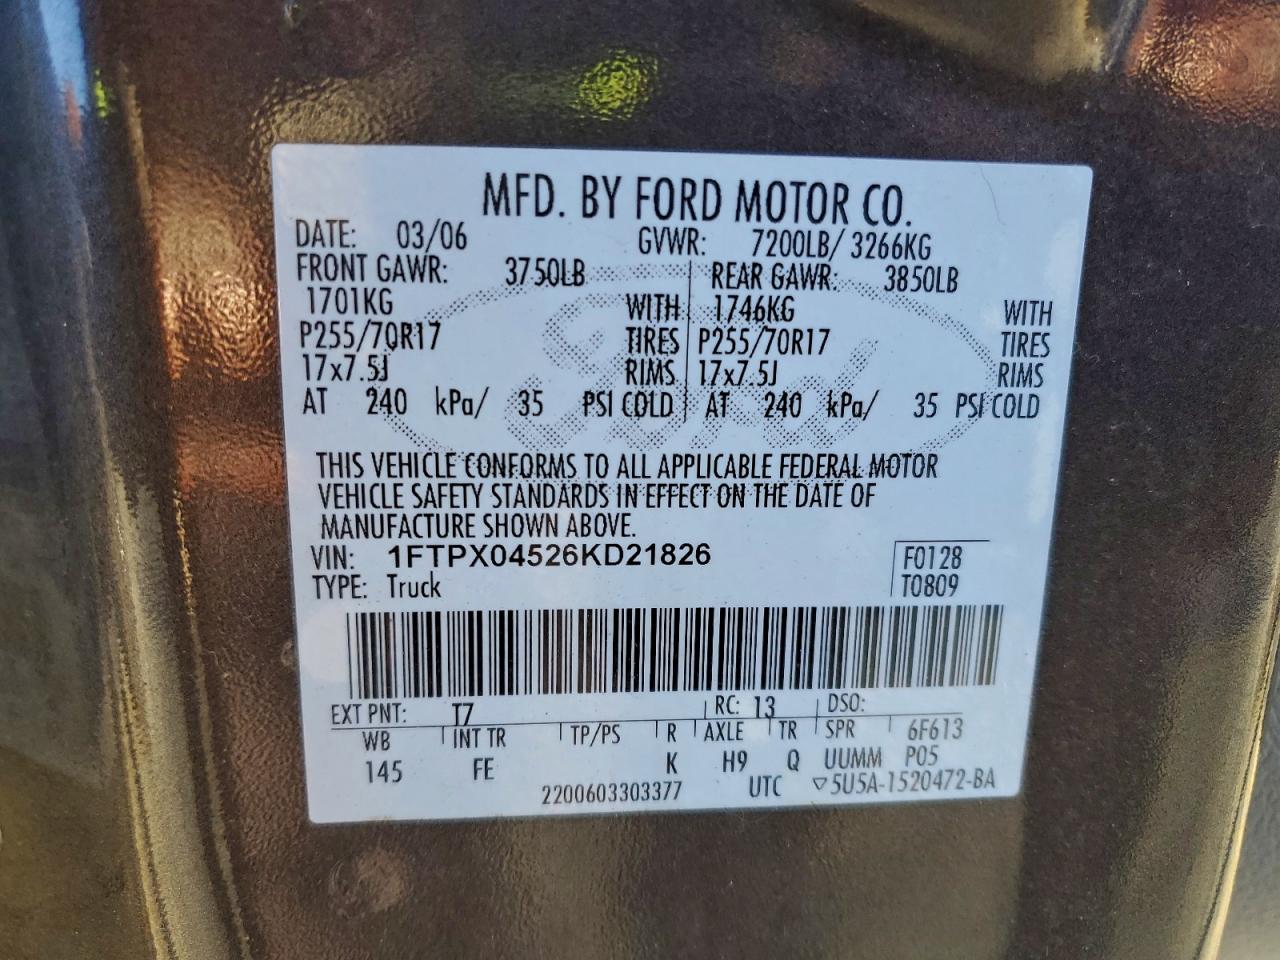 MFD. BY FORD MOTOR CO.
DATE: 03/06 GVWR: 7200LB/ 3266KG
FRONT GAWR: 3750LB REAR GAWR: 3850LB
1701KG WITH 1746KG WITH
P255/70R17 TIRES P255/70R17 TIRES
17x7.5J RIMS 17x7.5J RIMS
AT 240 kPa/ 35 PSI COLD AT 240 kPa/ 35 PSI COLD
Ford
THIS VEHICLE CONFORMS TO ALL APPLICABLE FEDERAL MOTOR
VEHICLE SAFETY STANDARDS IN EFFECT ON THE DATE OF
MANUFACTURE SHOWN ABOVE.
VIN: 1FTPX04526KD21826 F0128
TYPE: Truck T0809
EXT PNT: T7 RC: 13 DSO:
WB INT TR TP/PS R AXLE TR SPR 6F613
145 FE K H9 Q UUMM P05
2200603303377 UTC ▽5U5A-1520472-BA